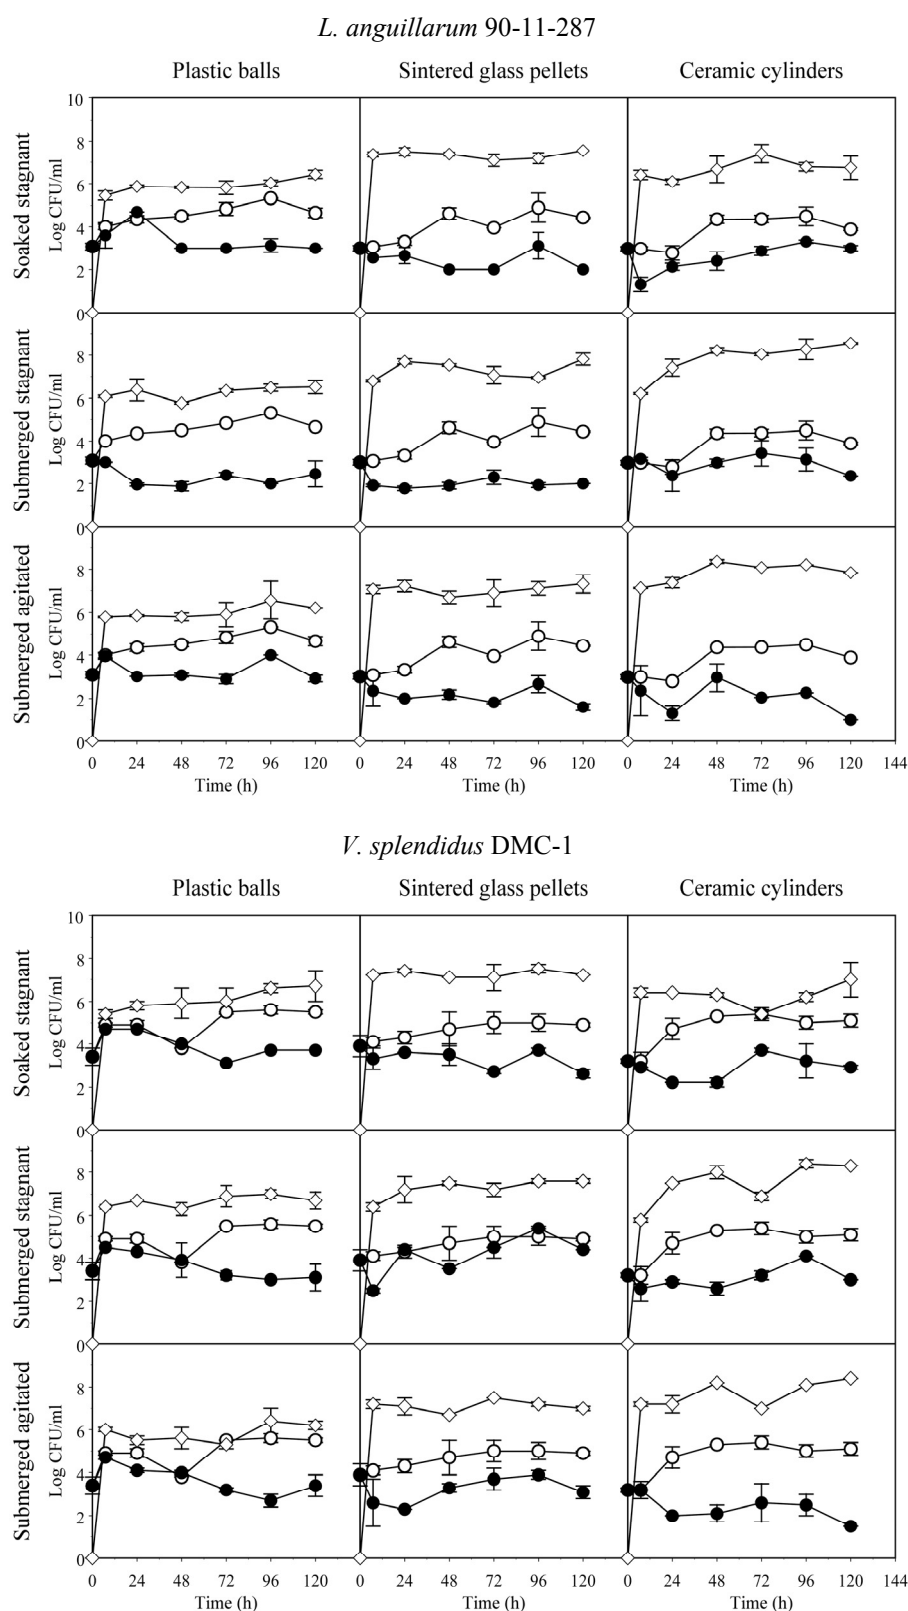 L. anguillarum 90-11-287
Plastic balls
Sintered glass pellets
Ceramic cylinders
Soaked stagnant
Log CFU/ml
10
8
6
4
2
0
Submerged stagnant
Log CFU/ml
8
6
4
2
0
Submerged agitated
Log CFU/ml
8
6
4
2
0
0 24 48 72 96 120
0 24 48 72 96 120
0 24 48 72 96 120 144
Time (h)
Time (h)
Time (h)
V. splendidus DMC-1
Plastic balls
Sintered glass pellets
Ceramic cylinders
Soaked stagnant
Log CFU/ml
10
8
6
4
2
0
Submerged stagnant
Log CFU/ml
8
6
4
2
0
Submerged agitated
Log CFU/ml
8
6
4
2
0
0 24 48 72 96 120
0 24 48 72 96 120
0 24 48 72 96 120 144
Time (h)
Time (h)
Time (h)